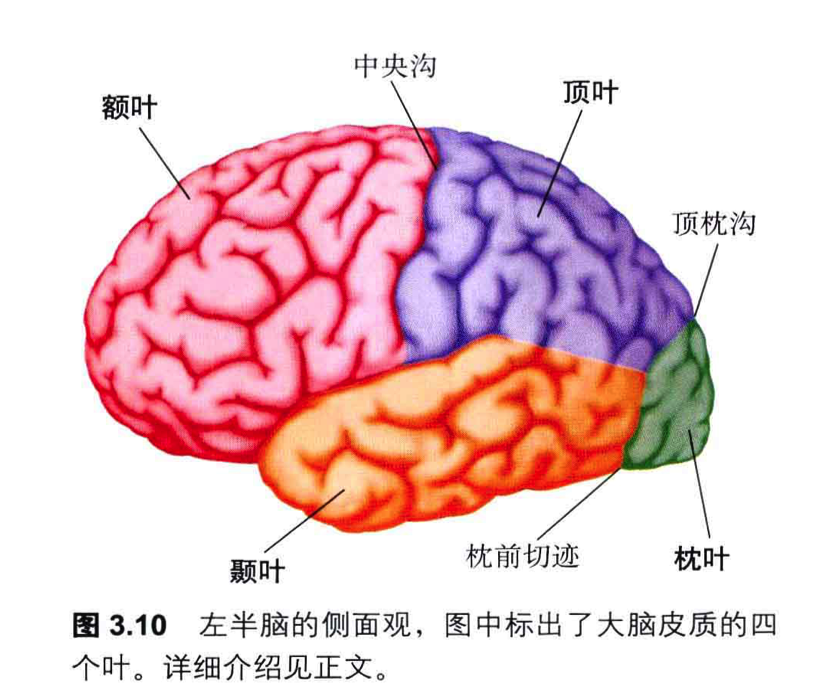 中央沟
顶叶
额叶
顶枕沟
枕前切迹
枕叶
颞叶
图 3.10 左半脑的侧面观，图中标出了大脑皮质的四
个叶。详细介绍见正文。